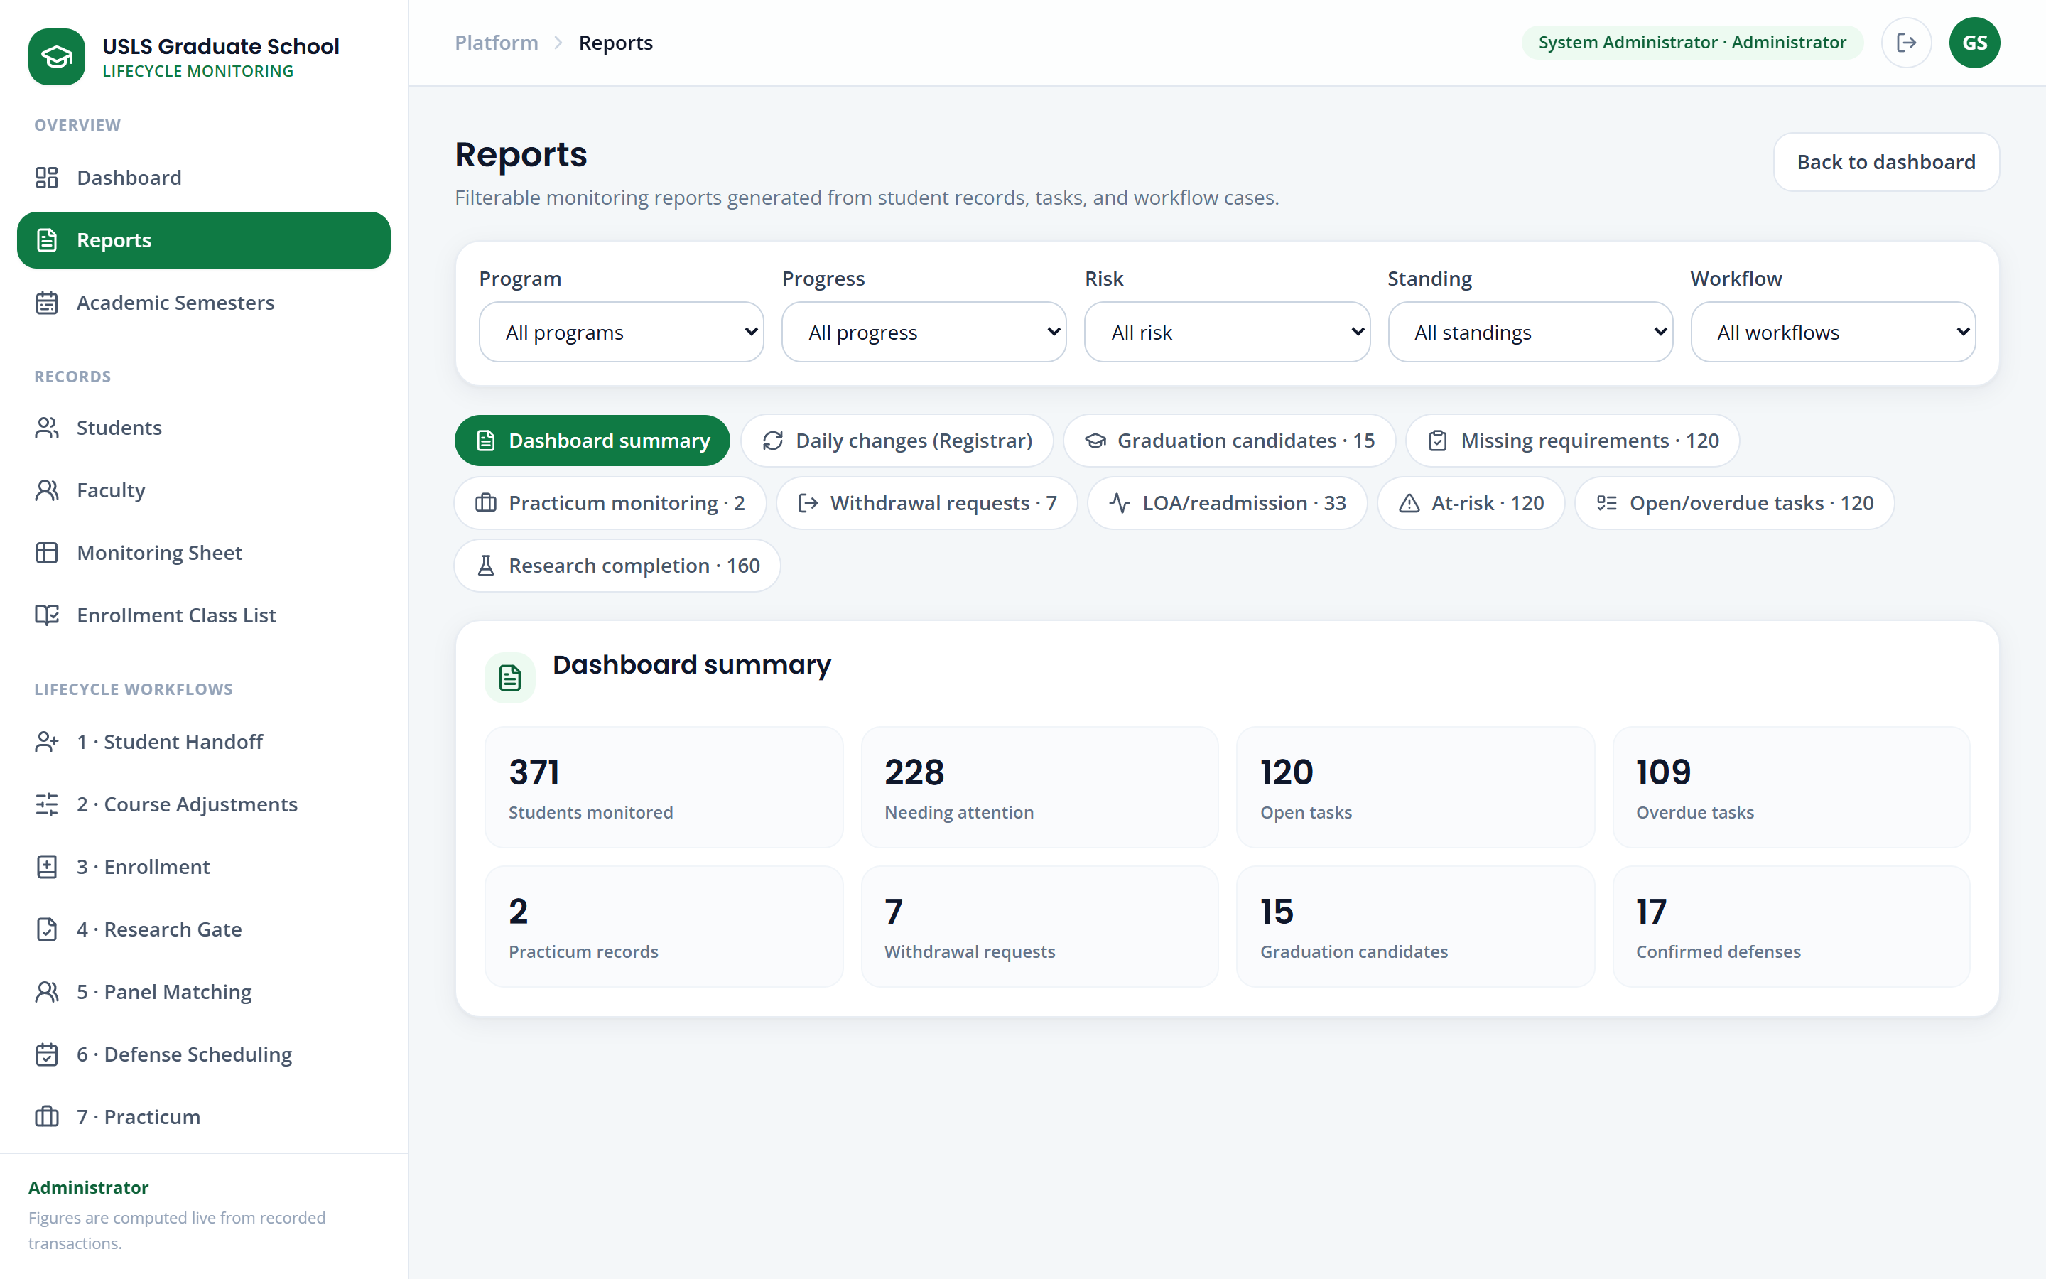 USLS Graduate School
LIFECYCLE MONITORING
OVERVIEW
Dashboard
Reports
Academic Semesters
RECORDS
Students
Faculty
Monitoring Sheet
Enrollment Class List
LIFECYCLE WORKFLOWS
1 · Student Handoff
2 · Course Adjustments
3 · Enrollment
4 · Research Gate
5 · Panel Matching
6 · Defense Scheduling
7 · Practicum
Administrator
Figures are computed live from recorded
transactions.
Platform > Reports
System Administrator · Administrator
GS
Reports
Filterable monitoring reports generated from student records, tasks, and workflow cases.
Back to dashboard
Program Progress Risk Standing Workflow
All programs All progress All risk All standings All workflows
Dashboard summary Daily changes (Registrar) Graduation candidates · 15 Missing requirements · 120
Practicum monitoring · 2 Withdrawal requests · 7 LOA/readmission · 33 At-risk · 120 Open/overdue tasks · 120
Research completion · 160
Dashboard summary
371
Students monitored
228
Needing attention
120
Open tasks
109
Overdue tasks
2
Practicum records
7
Withdrawal requests
15
Graduation candidates
17
Confirmed defenses